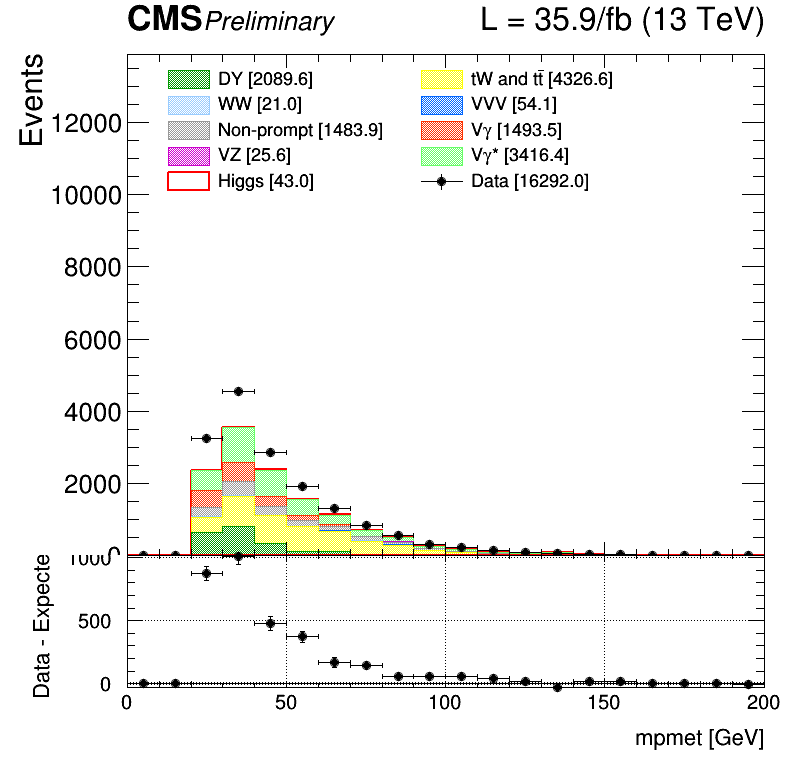 CMS Preliminary L = 35.9/fb (13 TeV)
Events
DY [2089.6] tW and tt̄ [4326.6]
WW [21.0] VVV [54.1]
Non-prompt [1483.9] Vγ [1493.5]
VZ [25.6] Vγ* [3416.4]
Higgs [43.0] Data [16292.0]
12000
10000
8000
6000
4000
2000
0
Data - Expecte
1000
500
0
0 50 100 150 200
mpmet [GeV]